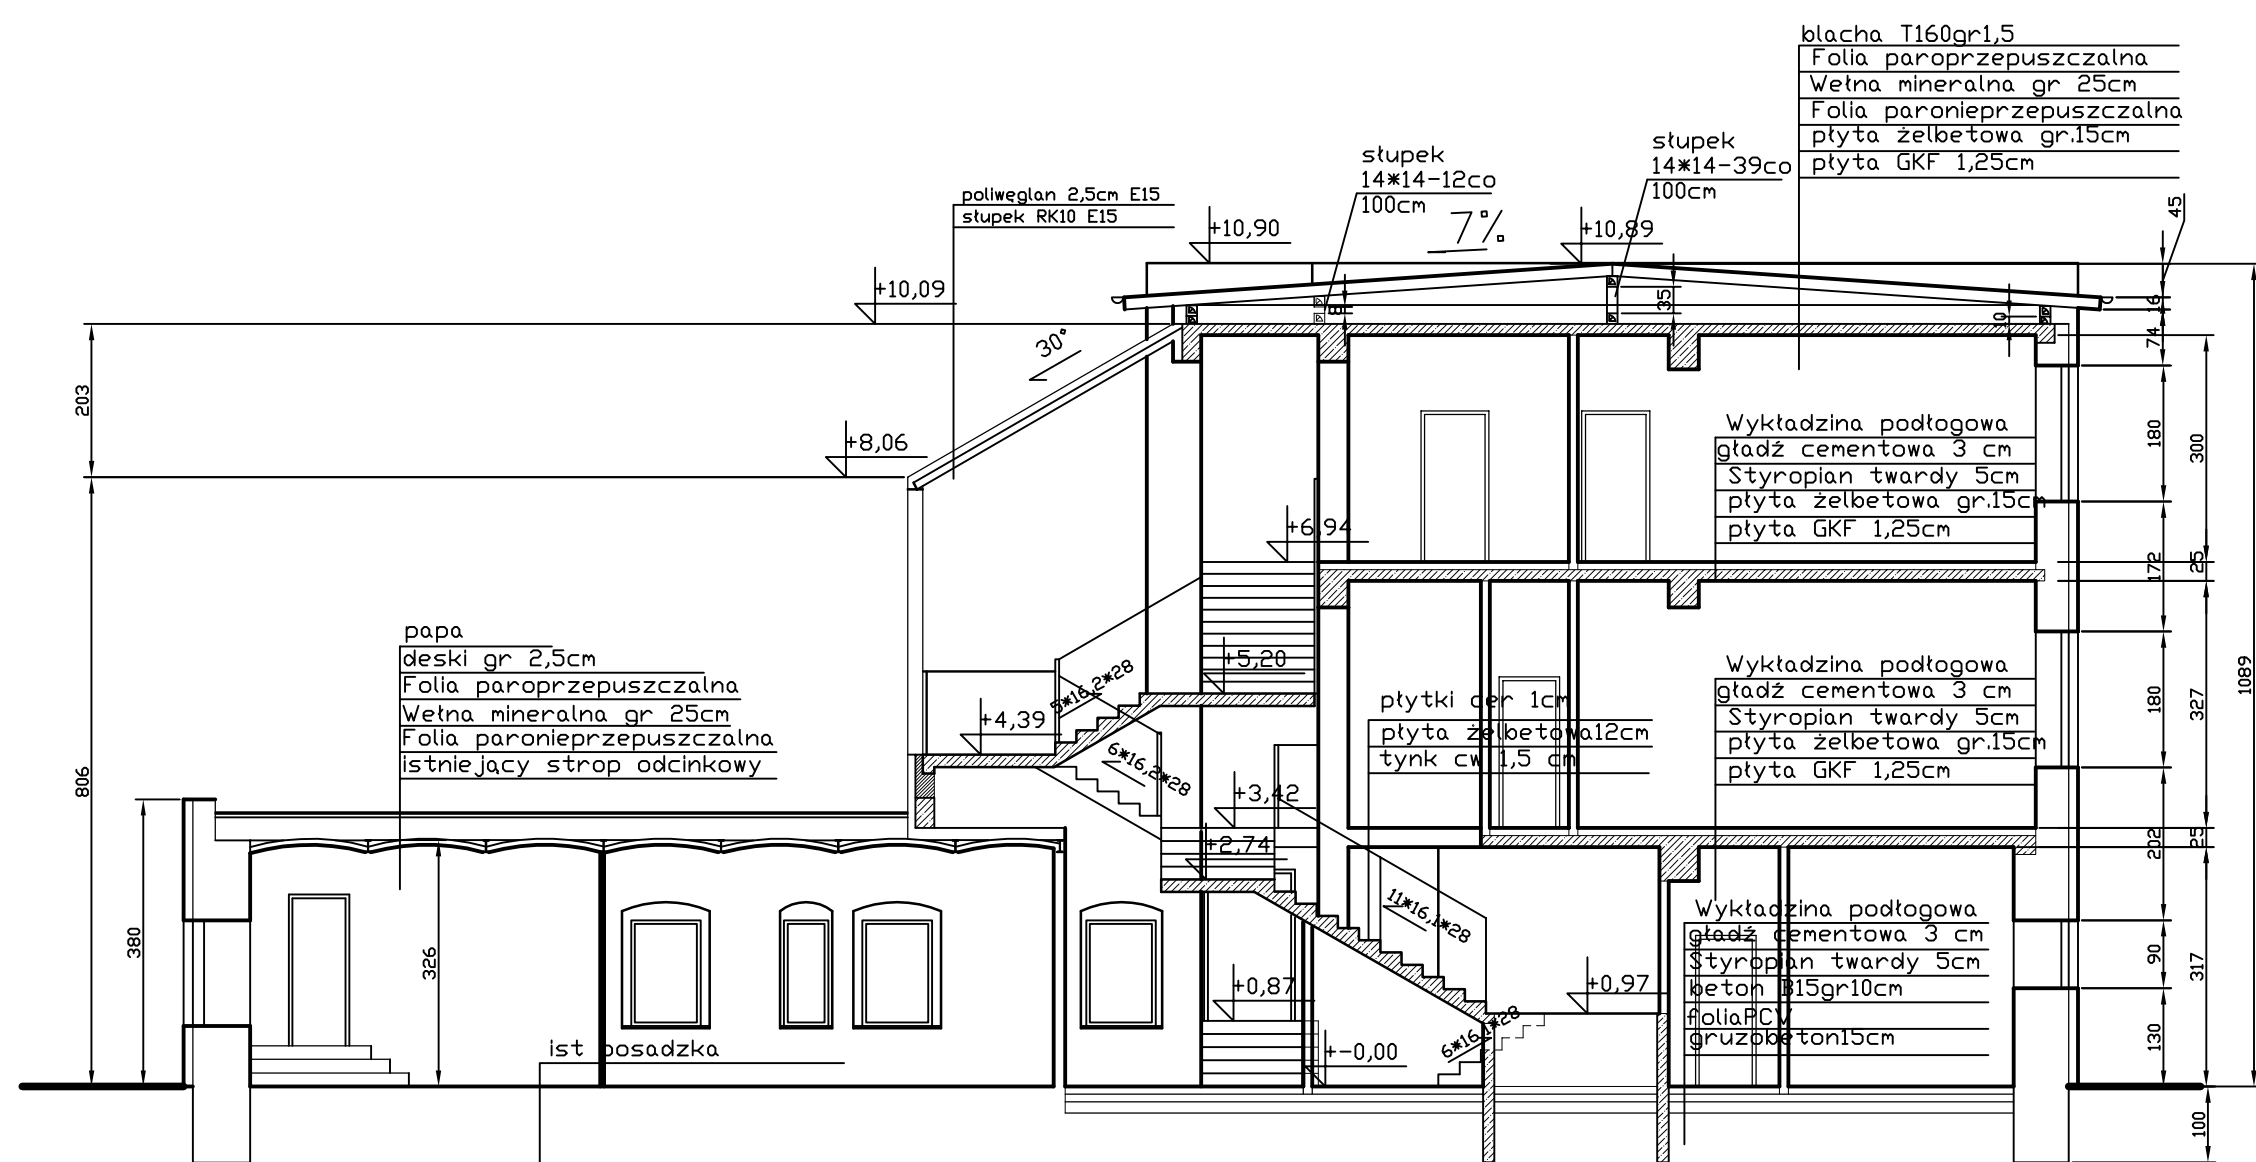 blacha T160gr1,5
Folia paroprzepuszczalna
Wełna mineralna gr 25cm
Folia paronieprzepuszczalna
płyta żelbetowa gr.15cm
płyta GKF 1,25cm
słupek
14*14-39co
100cm
słupek
14*14-12co
100cm
7%
poliwęglan 2,5cm E15
słupek RK10 E15
+10,90
+10,89
+10,09
45
16
74
10
35
8
30°
203
+8,06
180
300
Wykładzina podłogowa
gładź cementowa 3 cm
Styropian twardy 5cm
płyta żelbetowa gr.15cm
płyta GKF 1,25cm
+6,94
172
25
papa
deski gr 2,5cm
Folia paroprzepuszczalna
Wełna mineralna gr 25cm
Folia paronieprzepuszczalna
istniejący strop odcinkowy
+5,20
5*16,2*28
+4,39
6*16,2*28
płytki cer 1cm
płyta żelbetowa12cm
tynk cw 1,5 cm
Wykładzina podłogowa
gładź cementowa 3 cm
Styropian twardy 5cm
płyta żelbetowa gr.15cm
płyta GKF 1,25cm
180
327
1089
806
+3,42
+2,74
202
25
380
326
11*16,1*28
Wykładzina podłogowa
gładź cementowa 3 cm
Styropian twardy 5cm
beton B15gr10cm
foliaPCV
gruzobeton15cm
90
317
130
+0,87
+0,97
6*16,1*28
+-0,00
ist posadzka
100